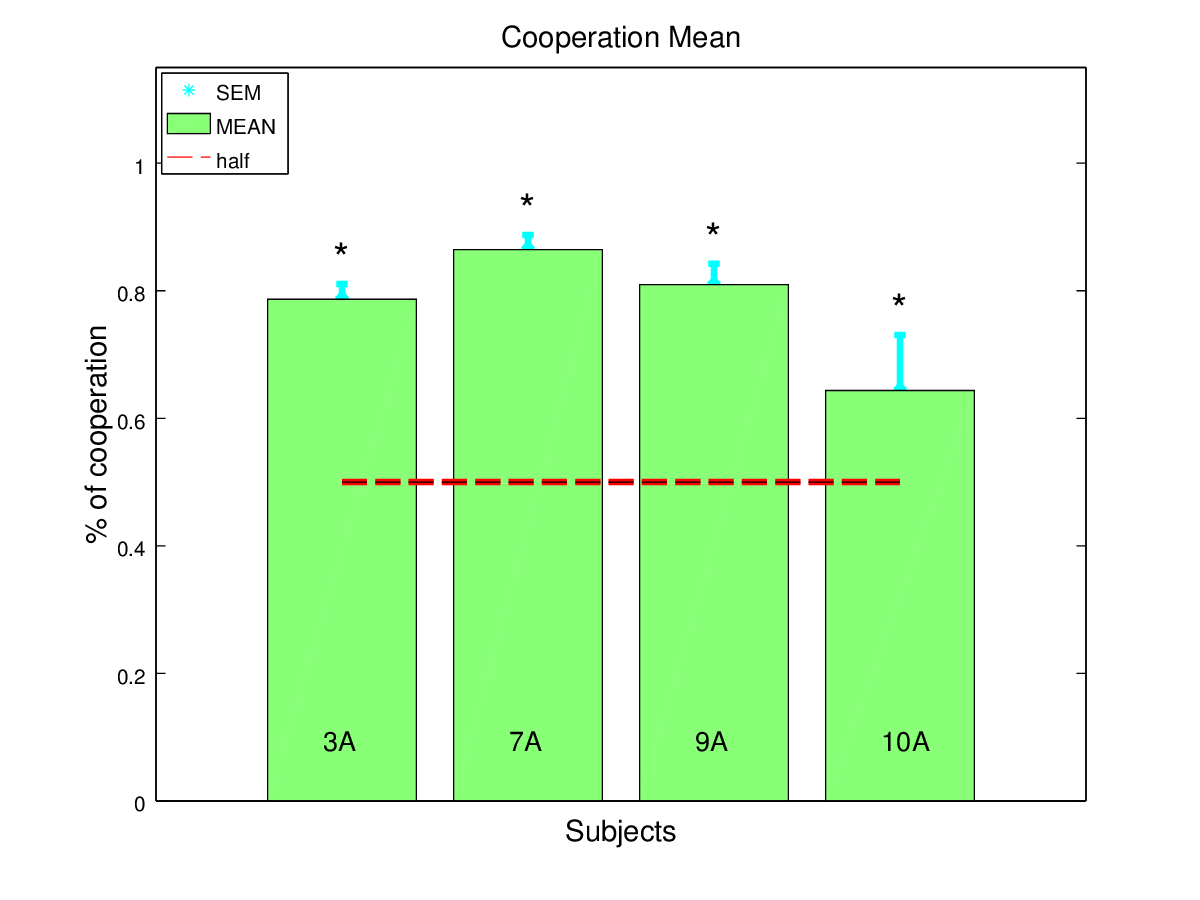 Cooperation Mean
SEM
MEAN
half
% of cooperation
1
0.8
0.6
0.4
0.2
0
*
*
*
*
3A
7A
9A
10A
Subjects